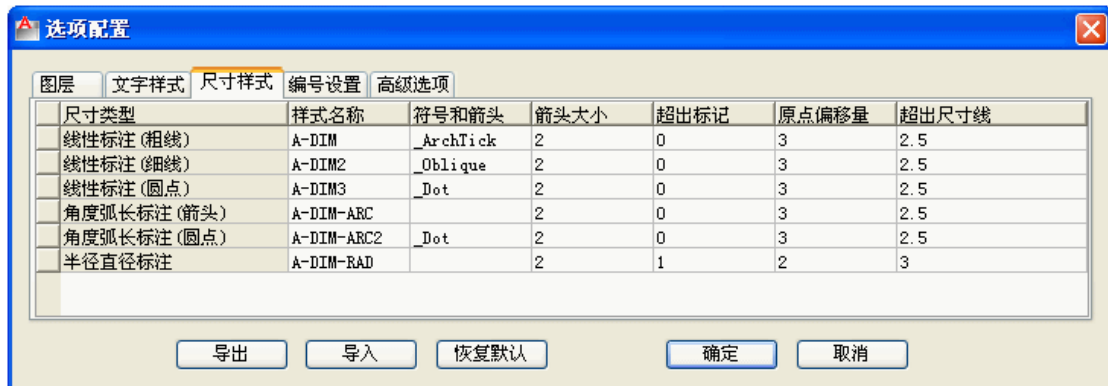 选项配置
图层 文字样式 尺寸样式 编号设置 高级选项
尺寸类型 样式名称 符号和箭头 箭头大小 超出标记 原点偏移量 超出尺寸线
线性标注(粗线) A-DIM _ArchTick 2 0 3 2.5
线性标注(细线) A-DIM2 _Oblique 2 0 3 2.5
线性标注(圆点) A-DIM3 _Dot 2 0 3 2.5
角度弧长标注(箭头) A-DIM-ARC 2 0 3 2.5
角度弧长标注(圆点) A-DIM-ARC2 _Dot 2 0 3 2.5
半径直径标注 A-DIM-RAD 2 1 2 3
导出 导入 恢复默认 确定 取消